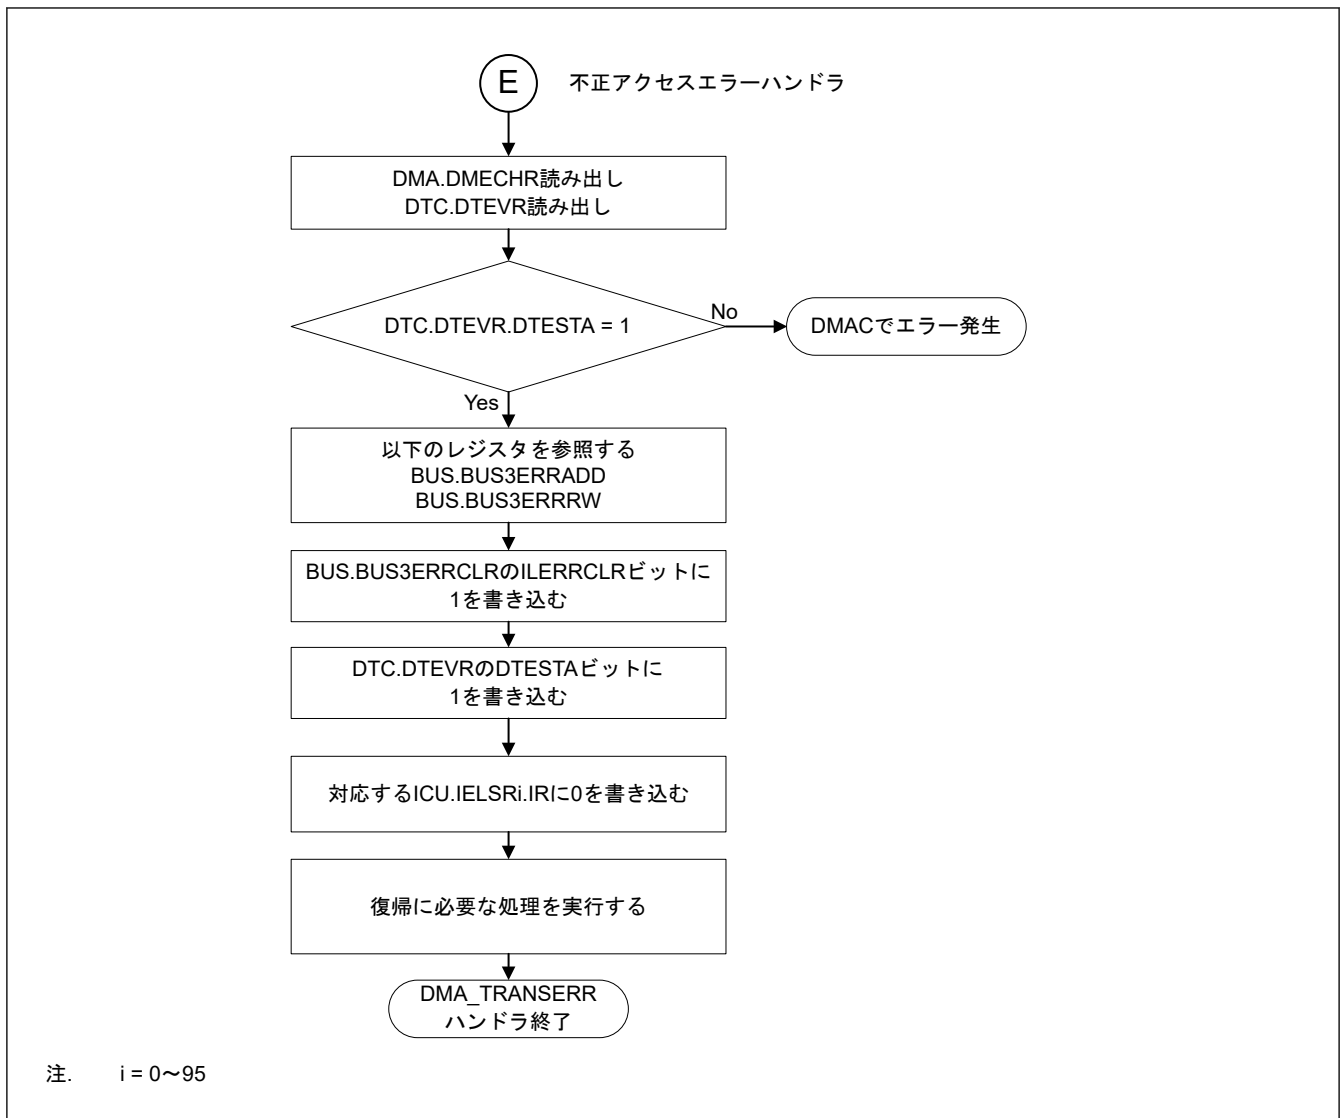 E
不正アクセスエラーハンドラ
DMA.DMECHR読み出し
DTC.DTEVR読み出し
DTC.DTEVR.DTESTA = 1
No
DMACでエラー発生
Yes
以下のレジスタを参照する
BUS.BUS3ERRADD
BUS.BUS3ERRRW
BUS.BUS3ERRCLRのILERRCLRビットに
1を書き込む
DTC.DTEVRのDTESTAビットに
1を書き込む
対応するICU.IELSRi.IRに0を書き込む
復帰に必要な処理を実行する
DMA_TRANSERR
ハンドラ終了
注. i = 0～95